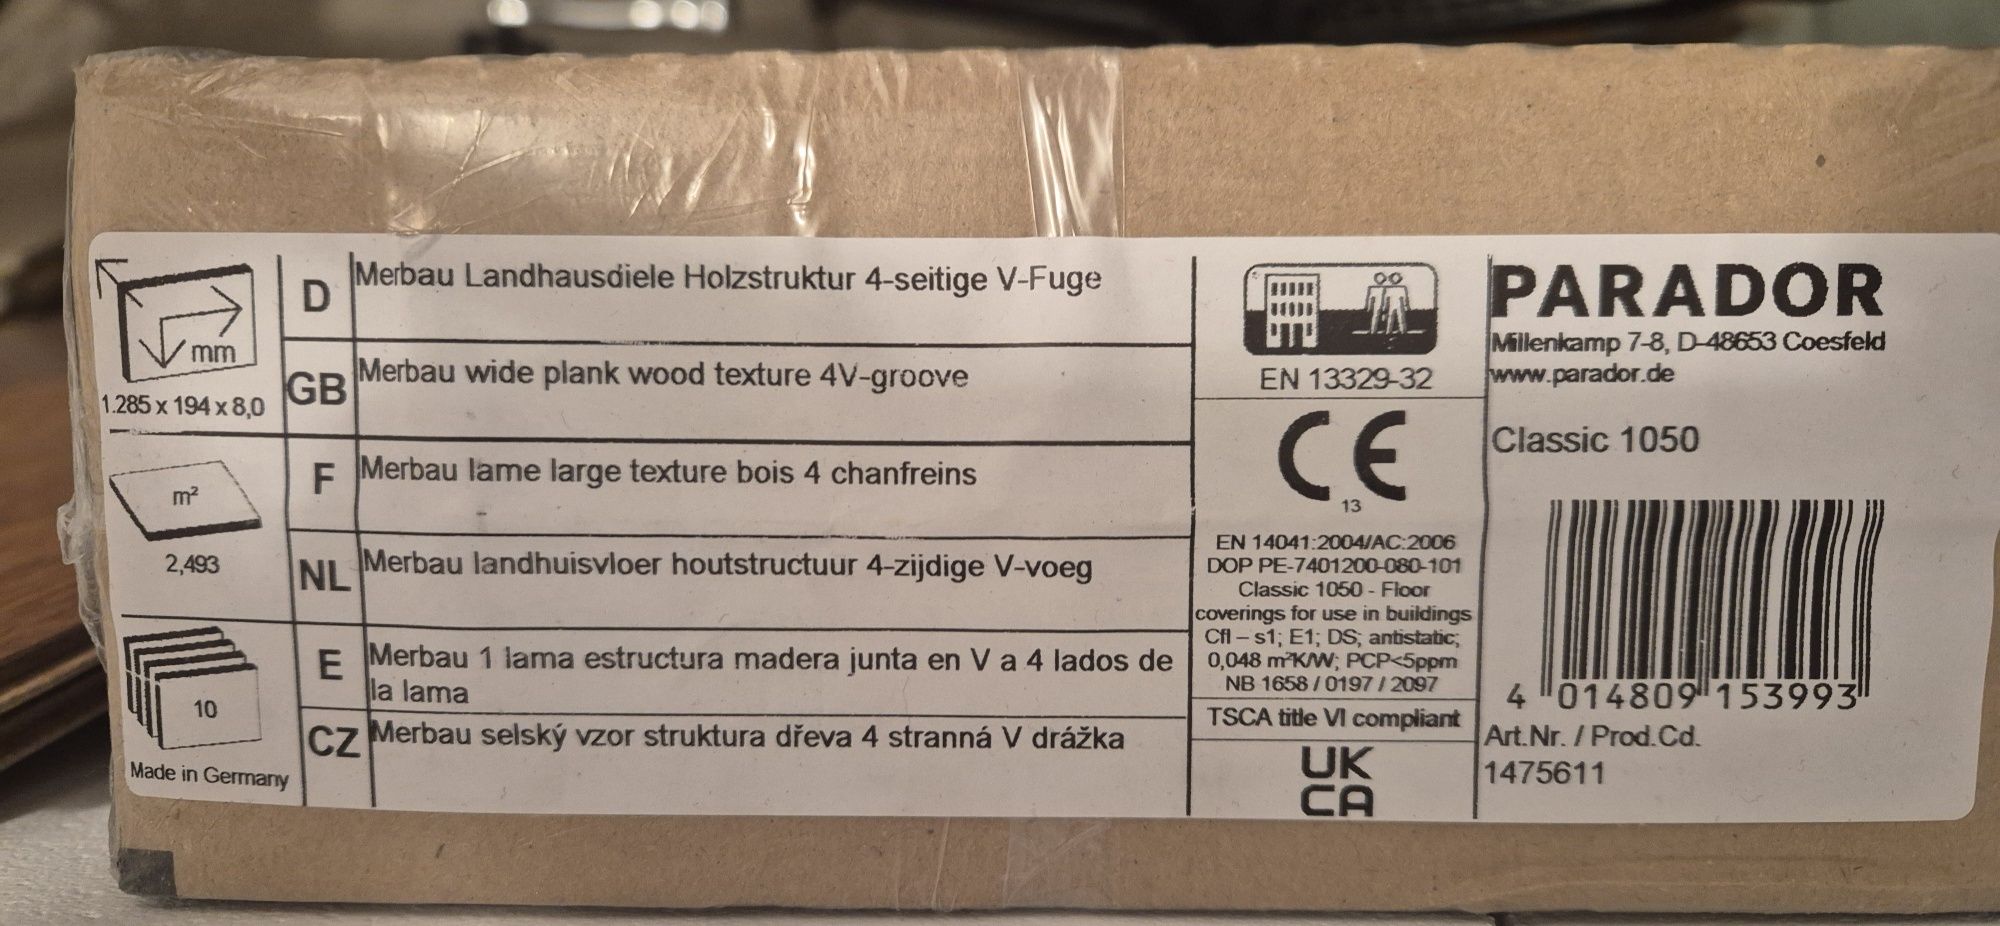 mm
1.285 x 194 x 8,0
m²
2,493
10
Made in Germany
D
Merbau Landhausdiele Holzstruktur 4-seitige V-Fuge
GB
Merbau wide plank wood texture 4V-groove
F
Merbau lame large texture bois 4 chanfreins
NL
Merbau landhuisvloer houtstructuur 4-zijdige V-voeg
E
Merbau 1 lama estructura madera junta en V a 4 lados de
la lama
CZ
Merbau selský vzor struktura dřeva 4 stranná V drážka
EN 13329-32
CE
13
EN 14041:2004/AC:2006
DOP PE-7401200-080-101
Classic 1050 - Floor
coverings for use in buildings
Cfl – s1; E1; DS; antistatic;
0,048 m²K/W; PCP<5ppm
NB 1658 / 0197 / 2097
TSCA title VI compliant
UK
CA
PARADOR
Millenkamp 7-8, D-48653 Coesfeld
www.parador.de
Classic 1050
4 014809 153993
Art.Nr. / Prod.Cd.
1475611